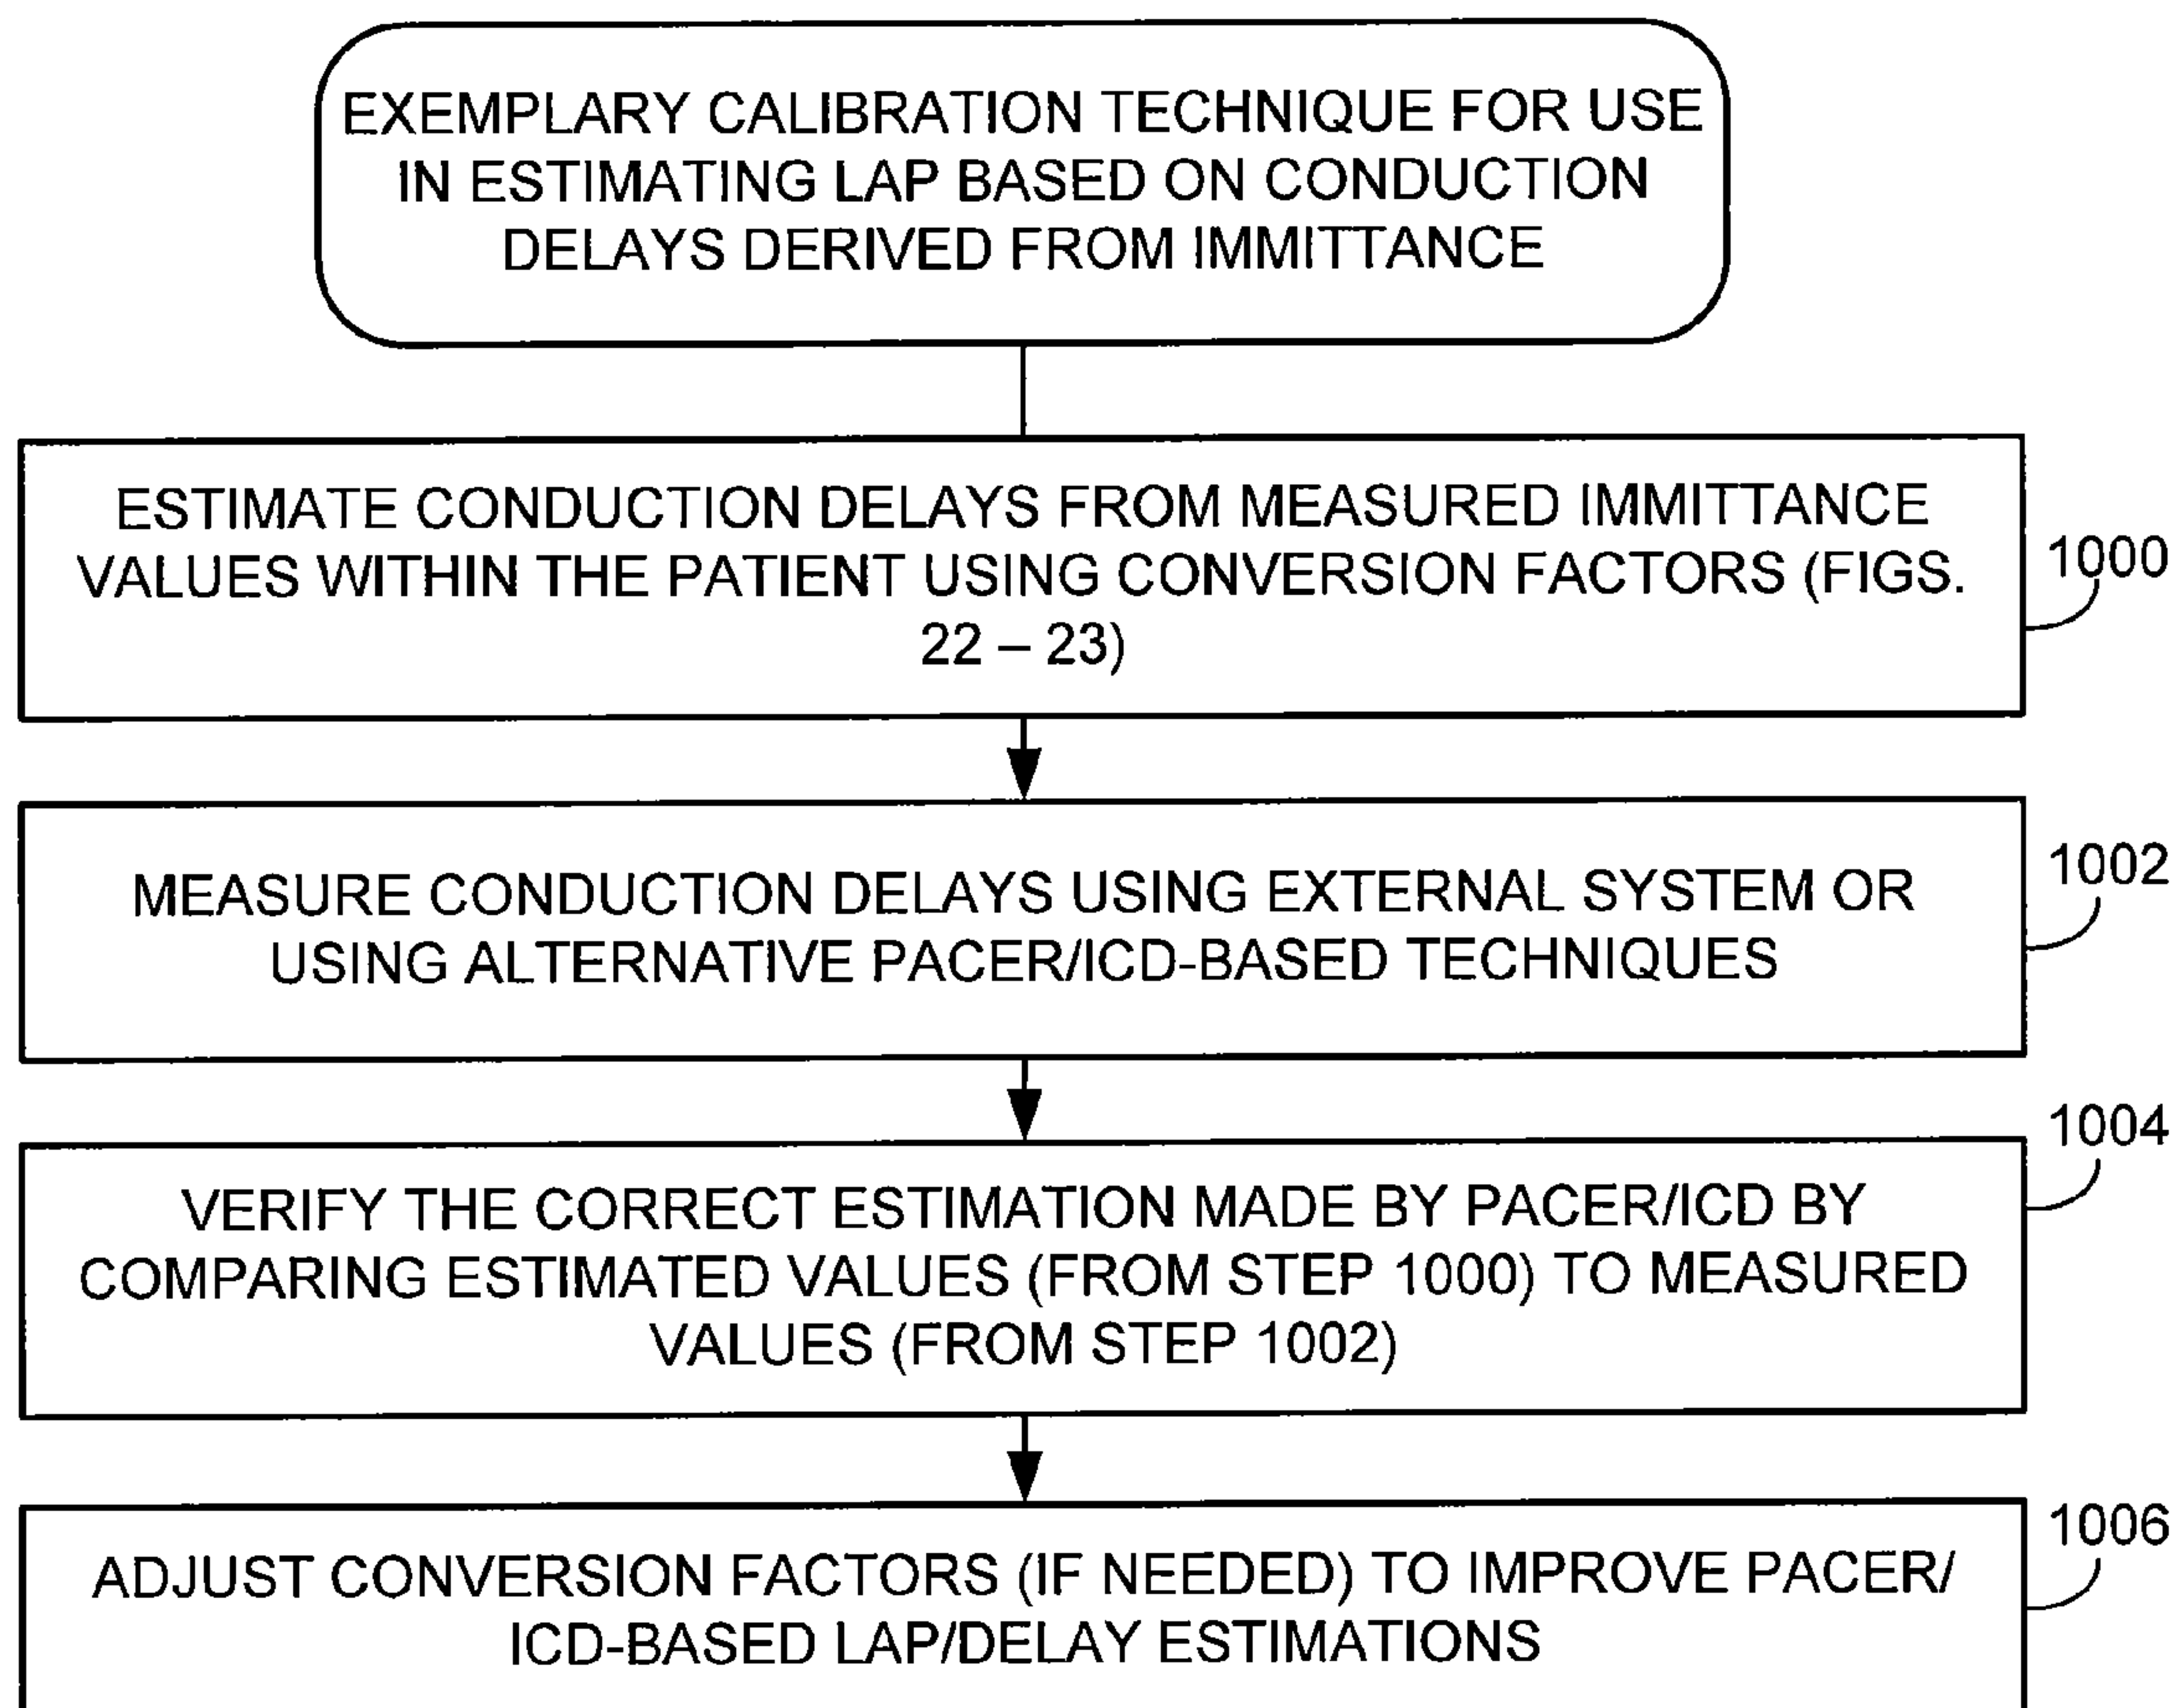 EXEMPLARY CALIBRATION TECHNIQUE FOR USE
IN ESTIMATING LAP BASED ON CONDUCTION
DELAYS DERIVED FROM IMMITTANCE
ESTIMATE CONDUCTION DELAYS FROM MEASURED IMMITTANCE
VALUES WITHIN THE PATIENT USING CONVERSION FACTORS (FIGS.
22 – 23)
1000
MEASURE CONDUCTION DELAYS USING EXTERNAL SYSTEM OR
USING ALTERNATIVE PACER/ICD-BASED TECHNIQUES
1002
VERIFY THE CORRECT ESTIMATION MADE BY PACER/ICD BY
COMPARING ESTIMATED VALUES (FROM STEP 1000) TO MEASURED
VALUES (FROM STEP 1002)
1004
ADJUST CONVERSION FACTORS (IF NEEDED) TO IMPROVE PACER/
ICD-BASED LAP/DELAY ESTIMATIONS
1006